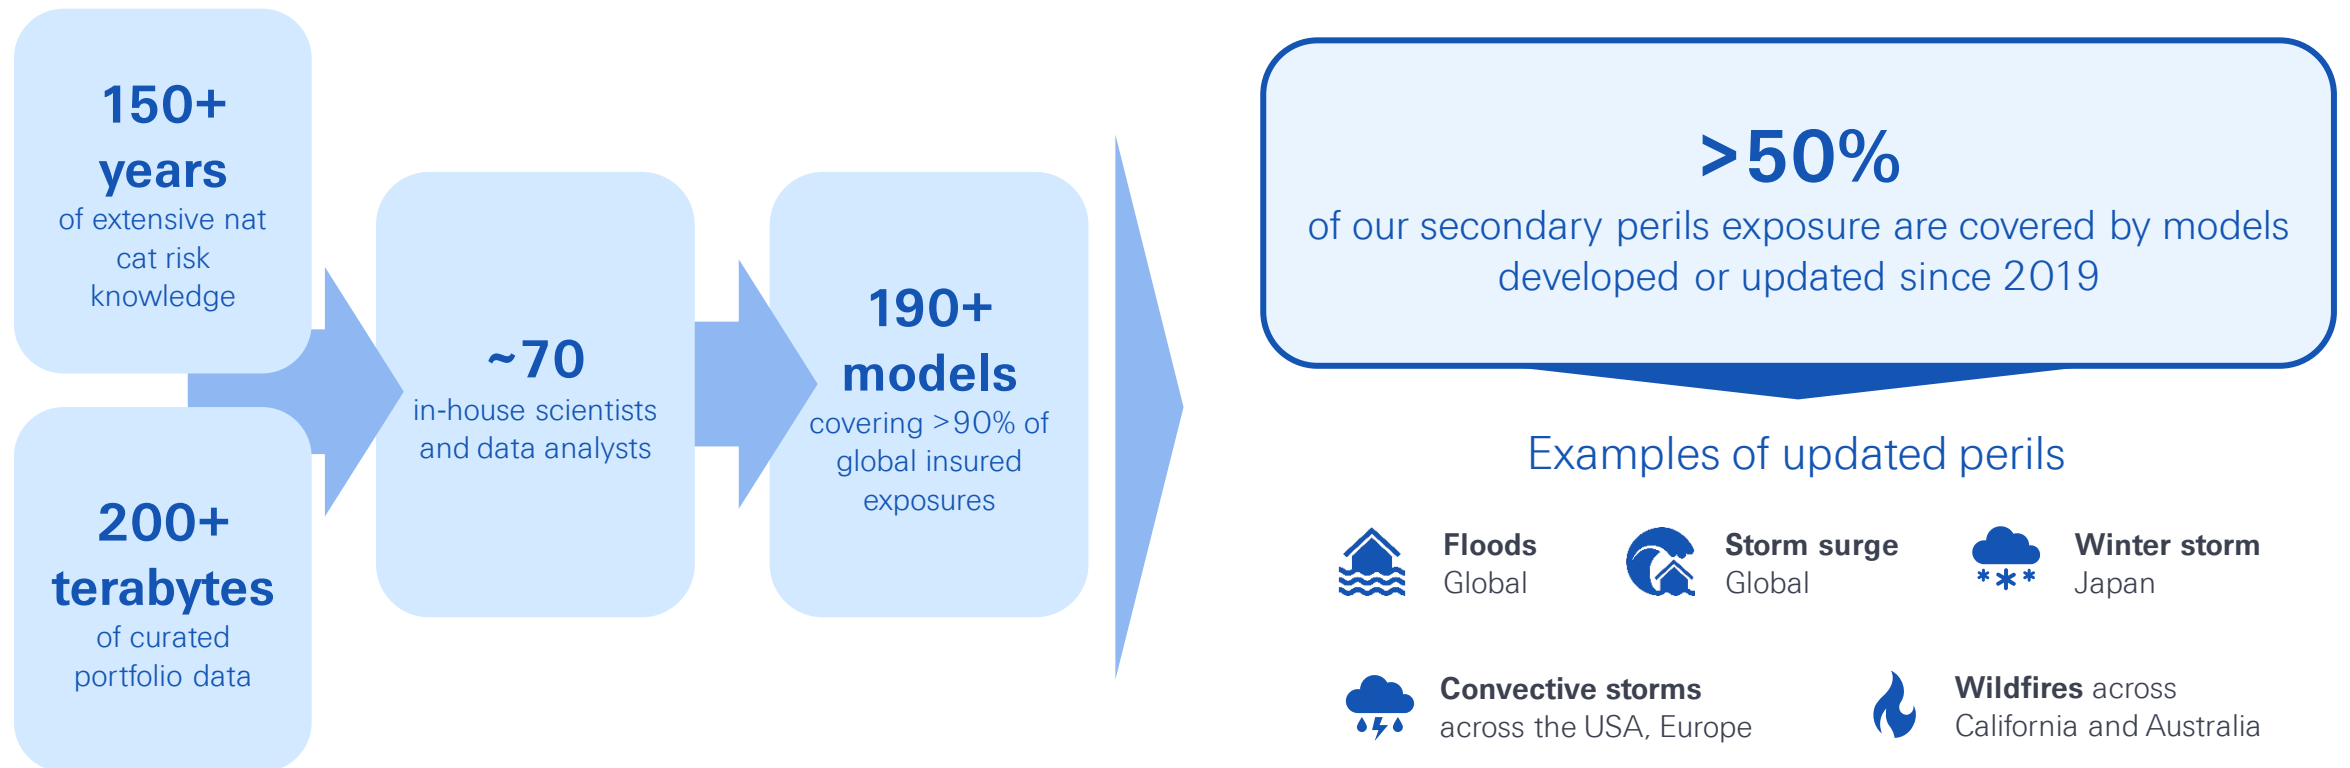 150+
years
of extensive nat
cat risk
knowledge
200+
terabytes
of curated
portfolio data
~70
in-house scientists
and data analysts
190+
models
covering >90% of
global insured
exposures
>50%
of our secondary perils exposure are covered by models
developed or updated since 2019
Examples of updated perils
Floods
Global
Storm surge
Global
Winter storm
Japan
Convective storms
across the USA, Europe
Wildfires across
California and Australia